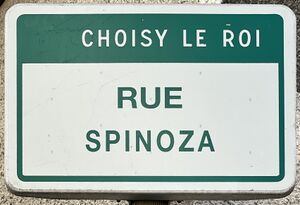 CHOISY LE ROI
RUE
SPINOZA